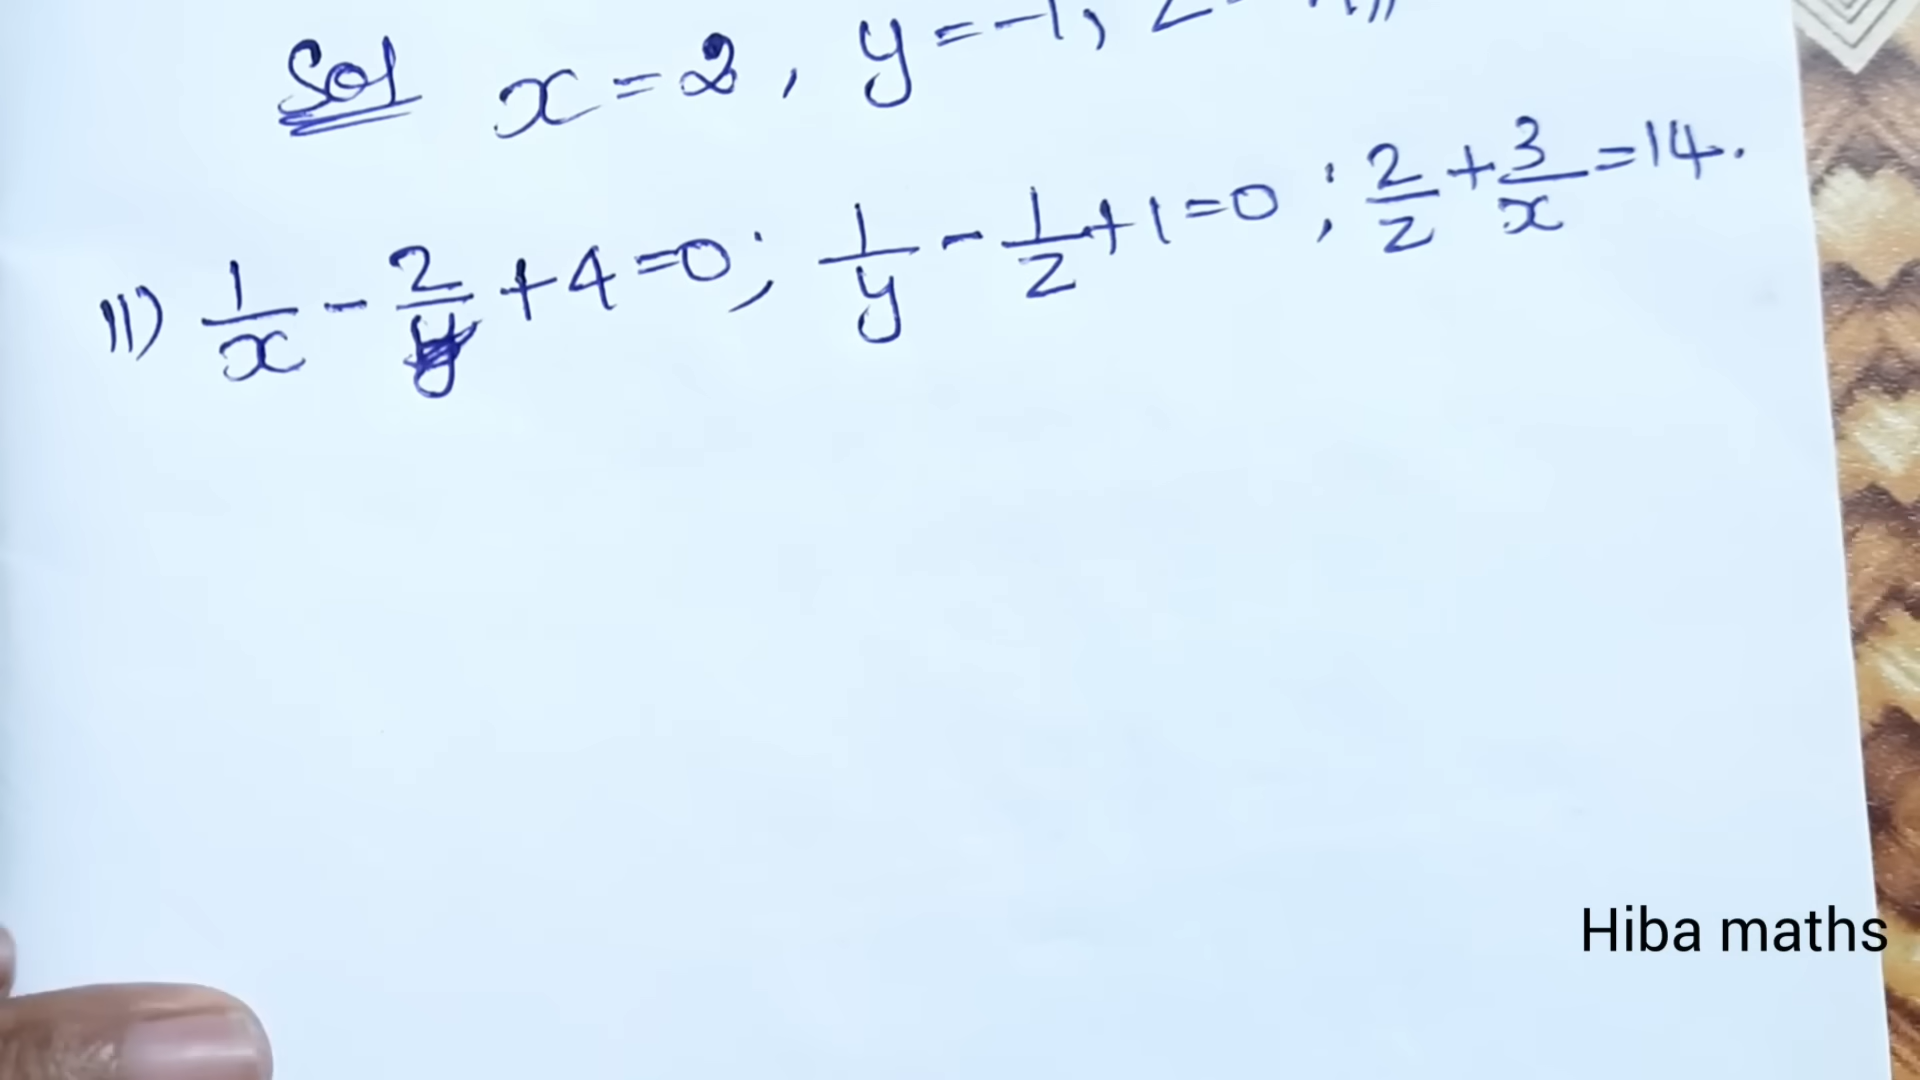 Sol x = 2, y = -1,
11) 1/x - 2/y + 4 = 0; 1/y - 1/z + 1 = 0; 2/z + 3/x = 14.
Hiba maths